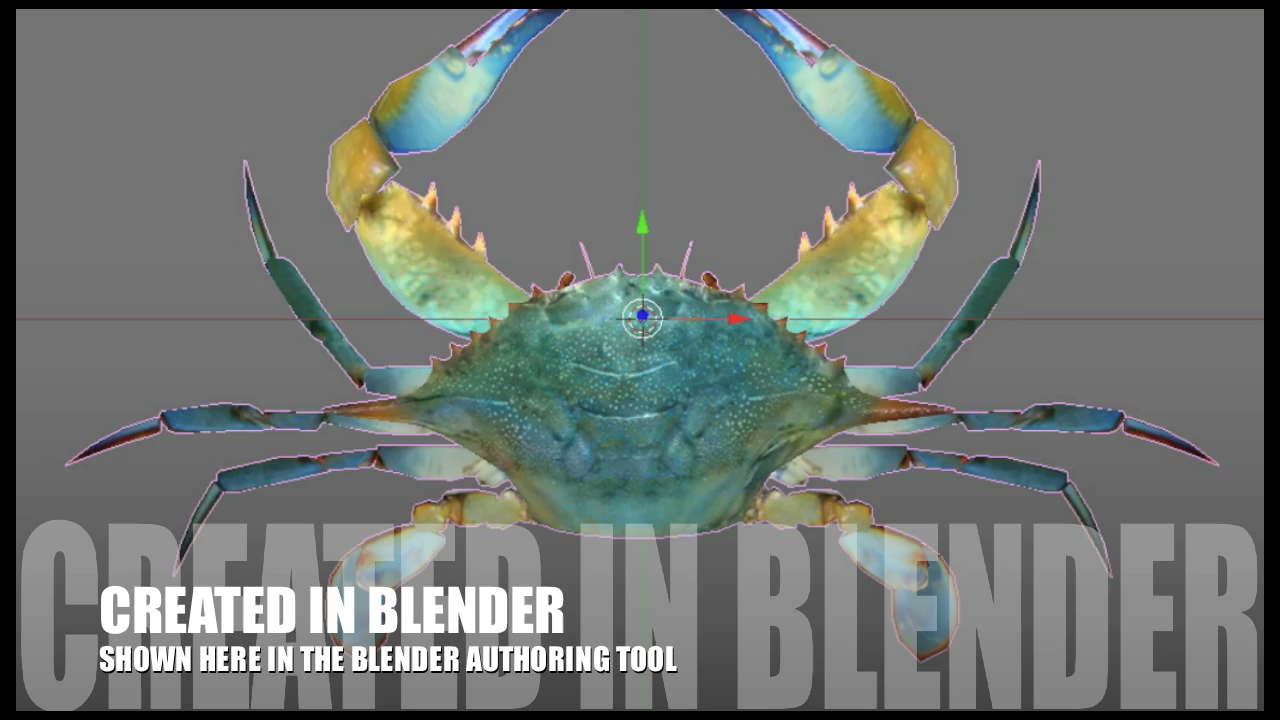 CREATED IN BLENDER
CREATED IN BLENDER
SHOWN HERE IN THE BLENDER AUTHORING TOOL